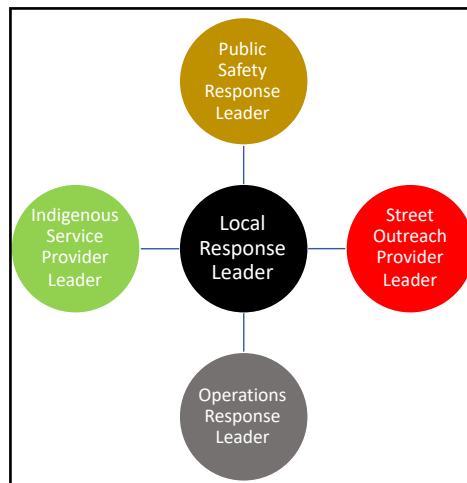 Public
Safety
Response
Leader
Indigenous
Service
Provider
Leader
Local
Response
Leader
Street
Outreach
Provider
Leader
Operations
Response
Leader